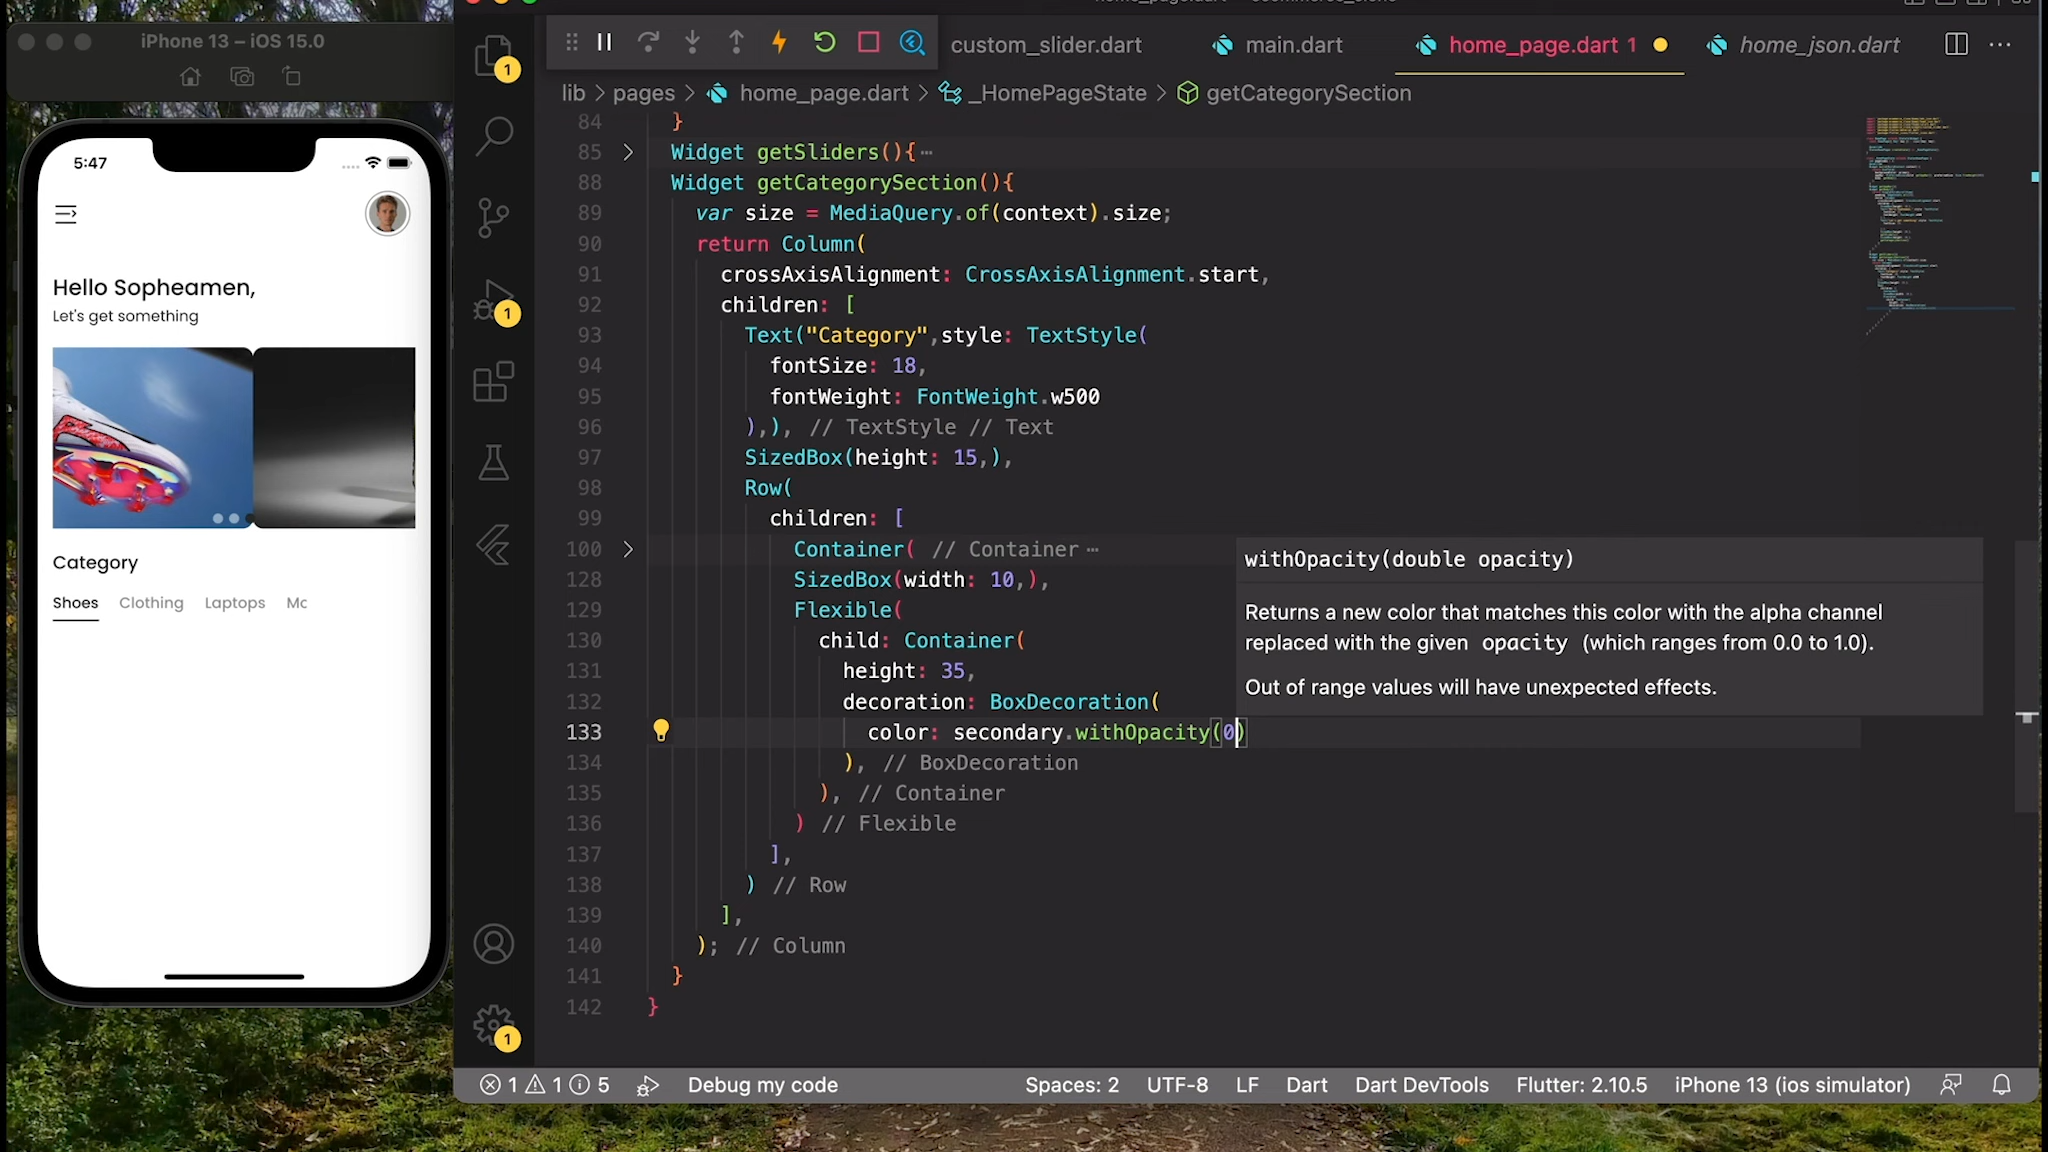 iPhone 13 – iOS 15.0
5:47
Hello Sopheamen,
Let's get something
Category
Shoes Clothing Laptops Mc
custom_slider.dart main.dart home_page.dart 1 home_json.dart
lib > pages > home_page.dart > _HomePageState > getCategorySection
84 }
85 Widget getSliders(){ ⋯
88 Widget getCategorySection(){
89 var size = MediaQuery.of(context).size;
90 return Column(
91 crossAxisAlignment: CrossAxisAlignment.start,
92 children: [
93 Text("Category",style: TextStyle(
94 fontSize: 18,
95 fontWeight: FontWeight.w500
96 ),), // TextStyle // Text
97 SizedBox(height: 15,),
98 Row(
99 children: [
100 Container( // Container ⋯
128 SizedBox(width: 10,),
129 Flexible(
130 child: Container(
131 height: 35,
132 decoration: BoxDecoration(
133 color: secondary.withOpacity(0)
134 ), // BoxDecoration
135 ), // Container
136 ) // Flexible
137 ],
138 ) // Row
139 ],
140 ); // Column
141 }
142 }
withOpacity(double opacity)
Returns a new color that matches this color with the alpha channel
replaced with the given opacity (which ranges from 0.0 to 1.0).
Out of range values will have unexpected effects.
1
1
1
1 1 5 Debug my code Spaces: 2 UTF-8 LF Dart Dart DevTools Flutter: 2.10.5 iPhone 13 (ios simulator)